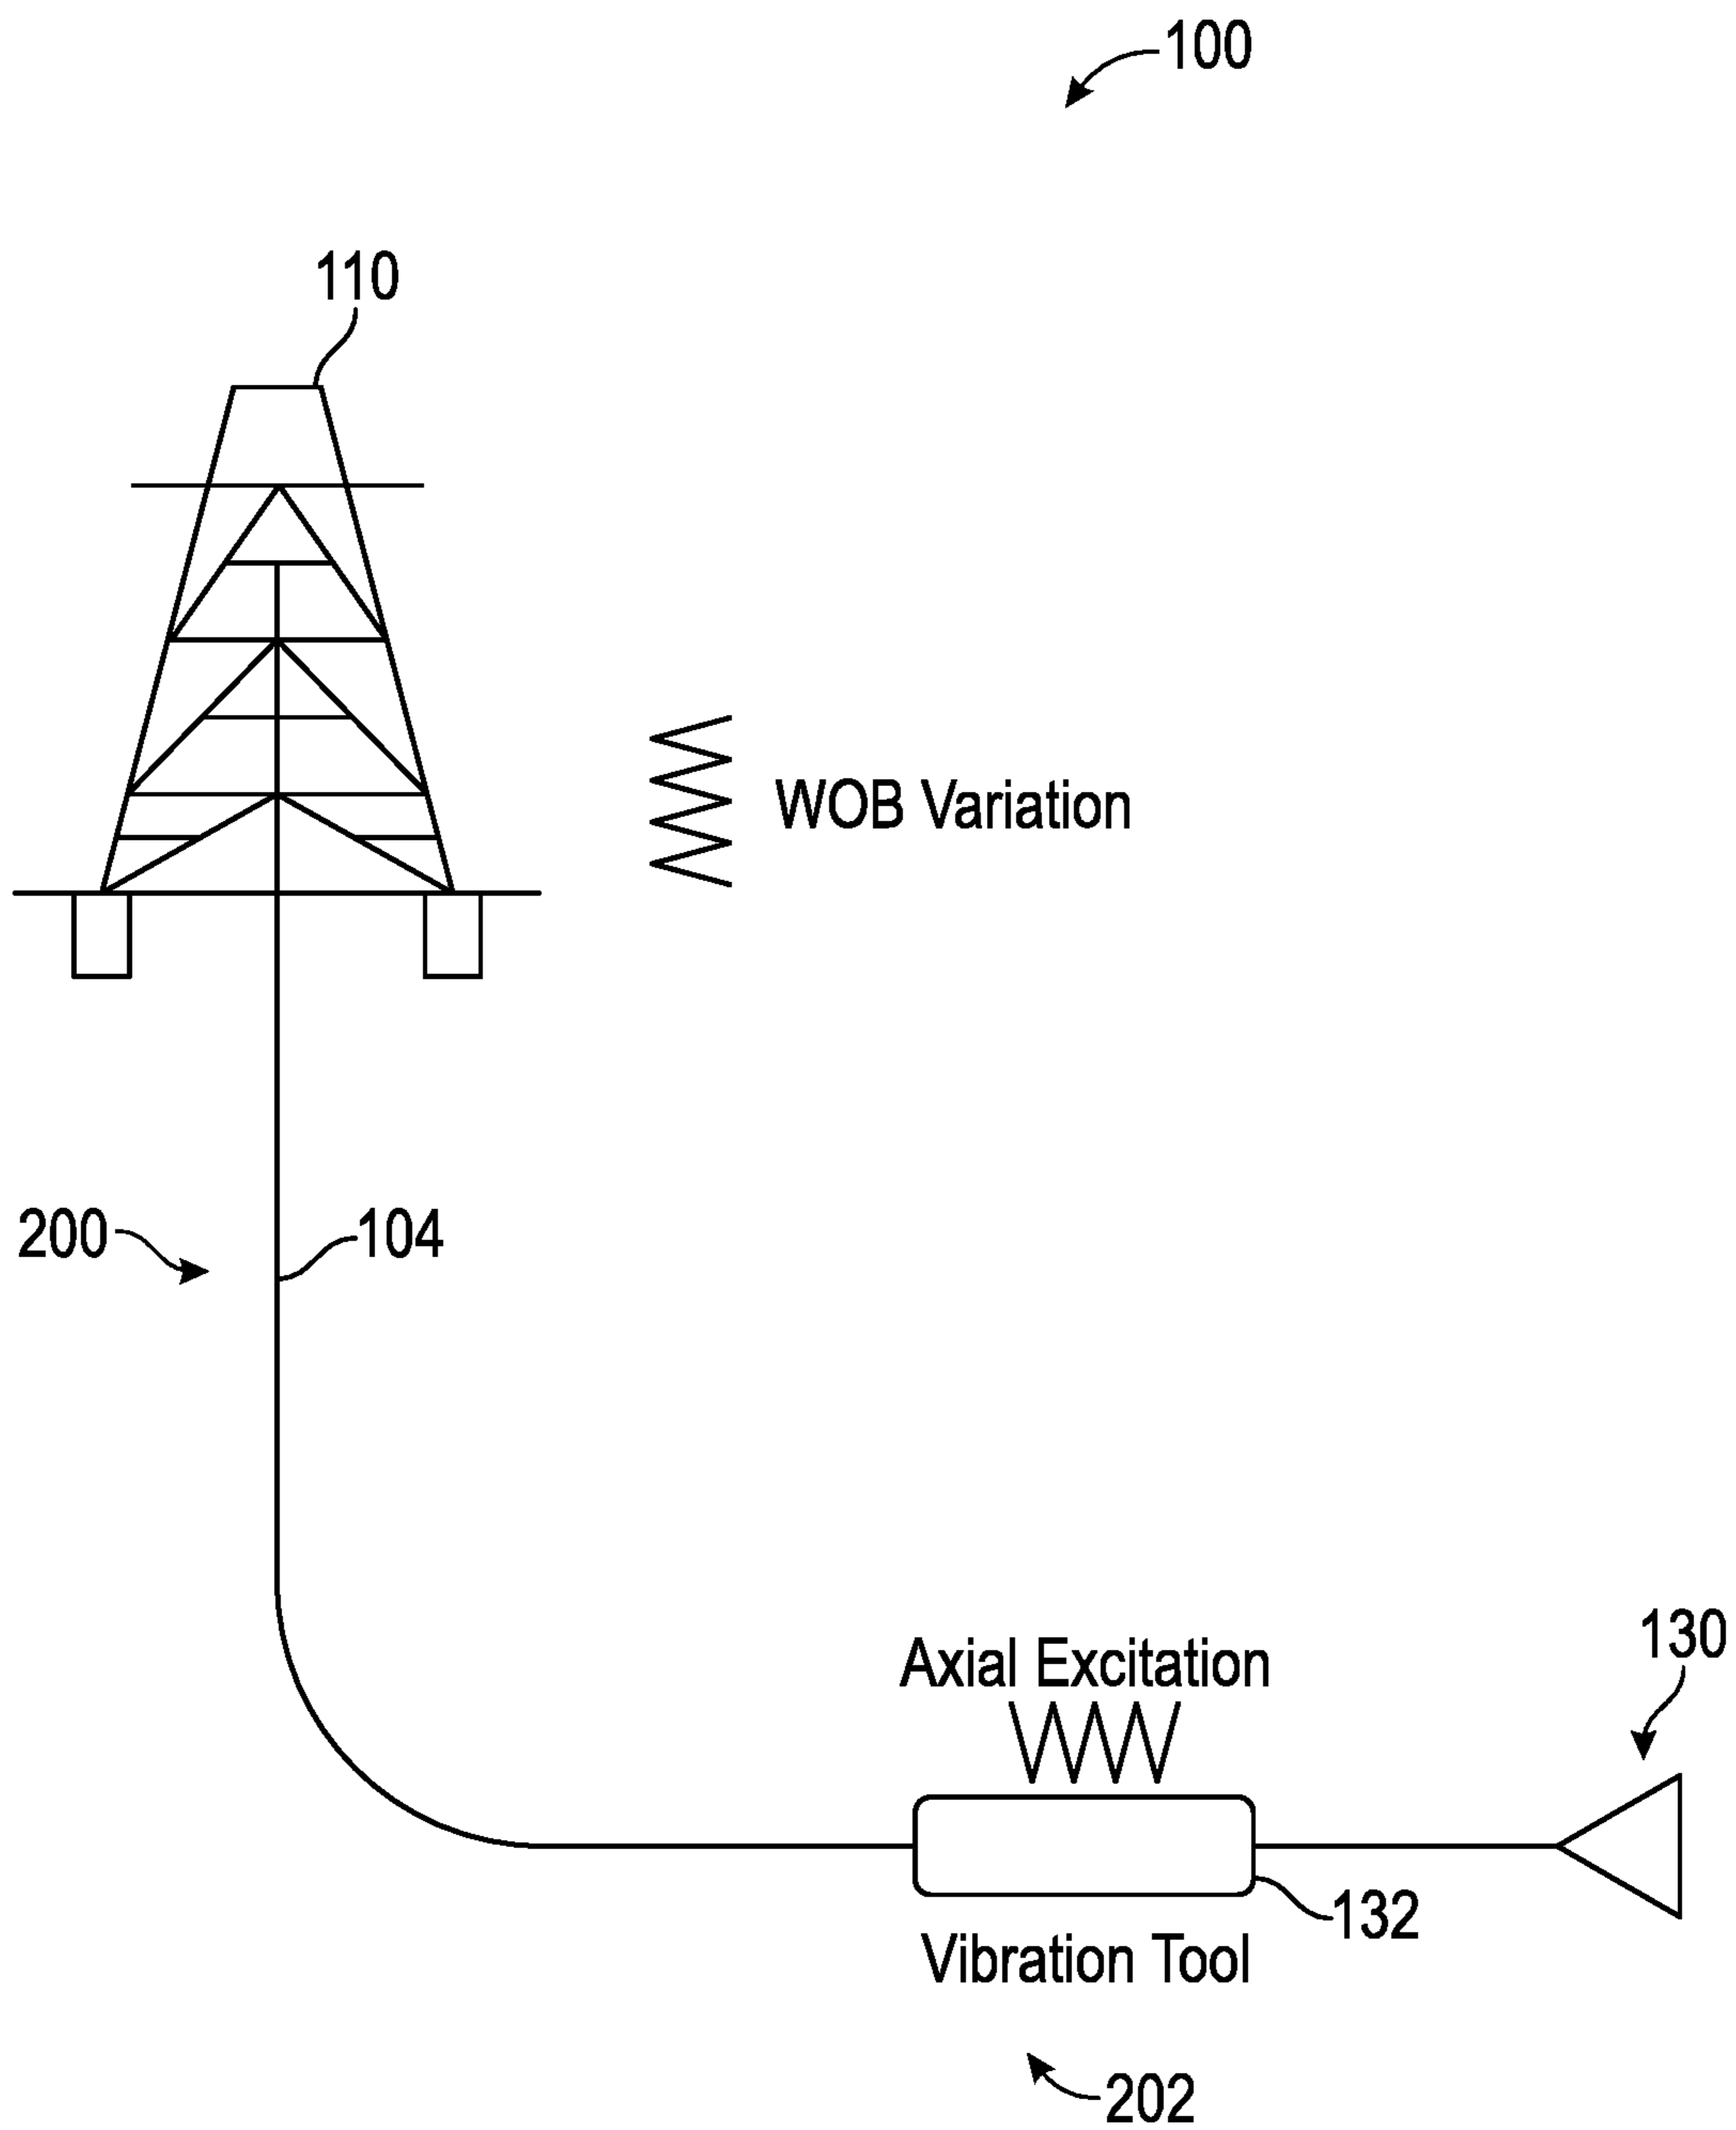 100
110
WOB Variation
200
104
130
Axial Excitation
132
Vibration Tool
202